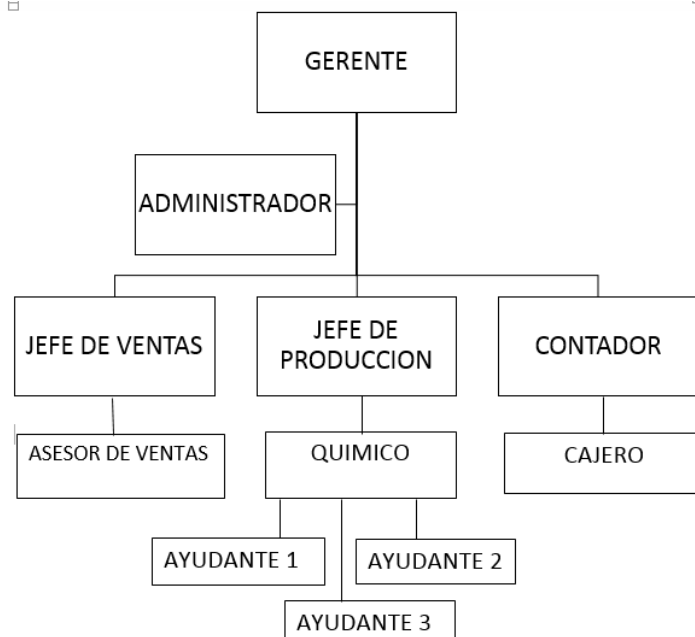 GERENTE
ADMINISTRADOR
JEFE DE VENTAS
JEFE DE
PRODUCCION
CONTADOR
ASESOR DE VENTAS
QUIMICO
CAJERO
AYUDANTE 1
AYUDANTE 2
AYUDANTE 3